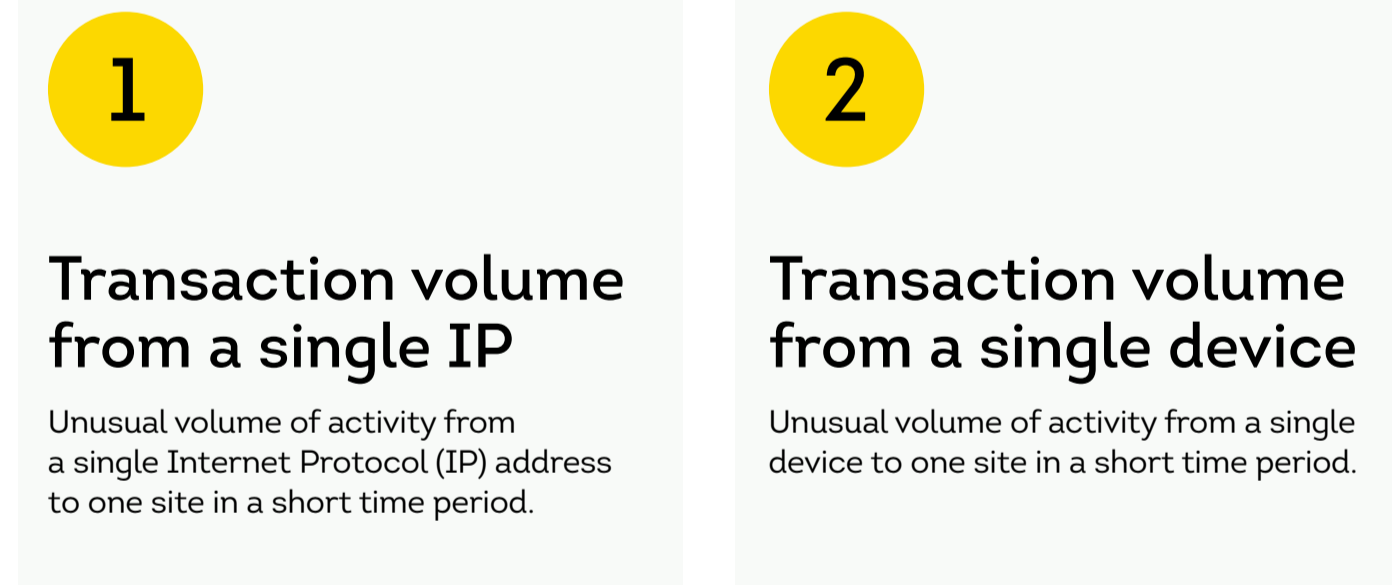 1
Transaction volume
from a single IP
Unusual volume of activity from
a single Internet Protocol (IP) address
to one site in a short time period.
2
Transaction volume
from a single device
Unusual volume of activity from a single
device to one site in a short time period.